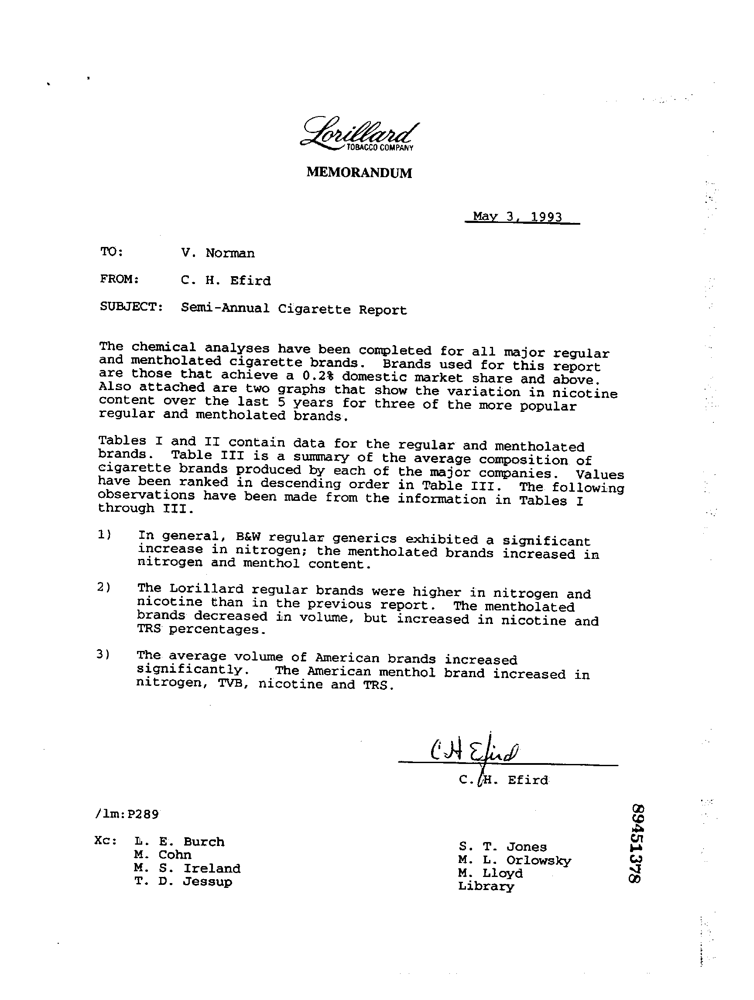 Lorillard
TOBACCO COMPANY
MEMORANDUM
May 3, 1993
TO: V. Norman
FROM: C. H. Efird
SUBJECT: Semi-Annual Cigarette Report
The chemical analyses have been completed for all major regular
and mentholated cigarette brands. Brands used for this report
are those that achieve a 0.2% domestic market share and above.
Also attached are two graphs that show the variation in nicotine
content over the last 5 years for three of the more popular
regular and mentholated brands.
Tables I and II contain data for the regular and mentholated
brands. Table III is a summary of the average composition of
cigarette brands produced by each of the major companies. Values
have been ranked in descending order in Table III. The following
observations have been made from the information in Tables I
through III.
1) In general, B&W regular generics exhibited a significant
increase in nitrogen; the mentholated brands increased in
nitrogen and menthol content.
2) The Lorillard regular brands were higher in nitrogen and
nicotine than in the previous report. The mentholated
brands decreased in volume, but increased in nicotine and
TRS percentages.
3) The average volume of American brands increased
significantly. The American menthol brand increased in
nitrogen, TVB, nicotine and TRS.
C H Efird
C. H. Efird
/lm:P289
Xc: L. E. Burch
M. Cohn
M. S. Ireland
T. D. Jessup
S. T. Jones
M. L. Orlowsky
M. Lloyd
Library
89451378